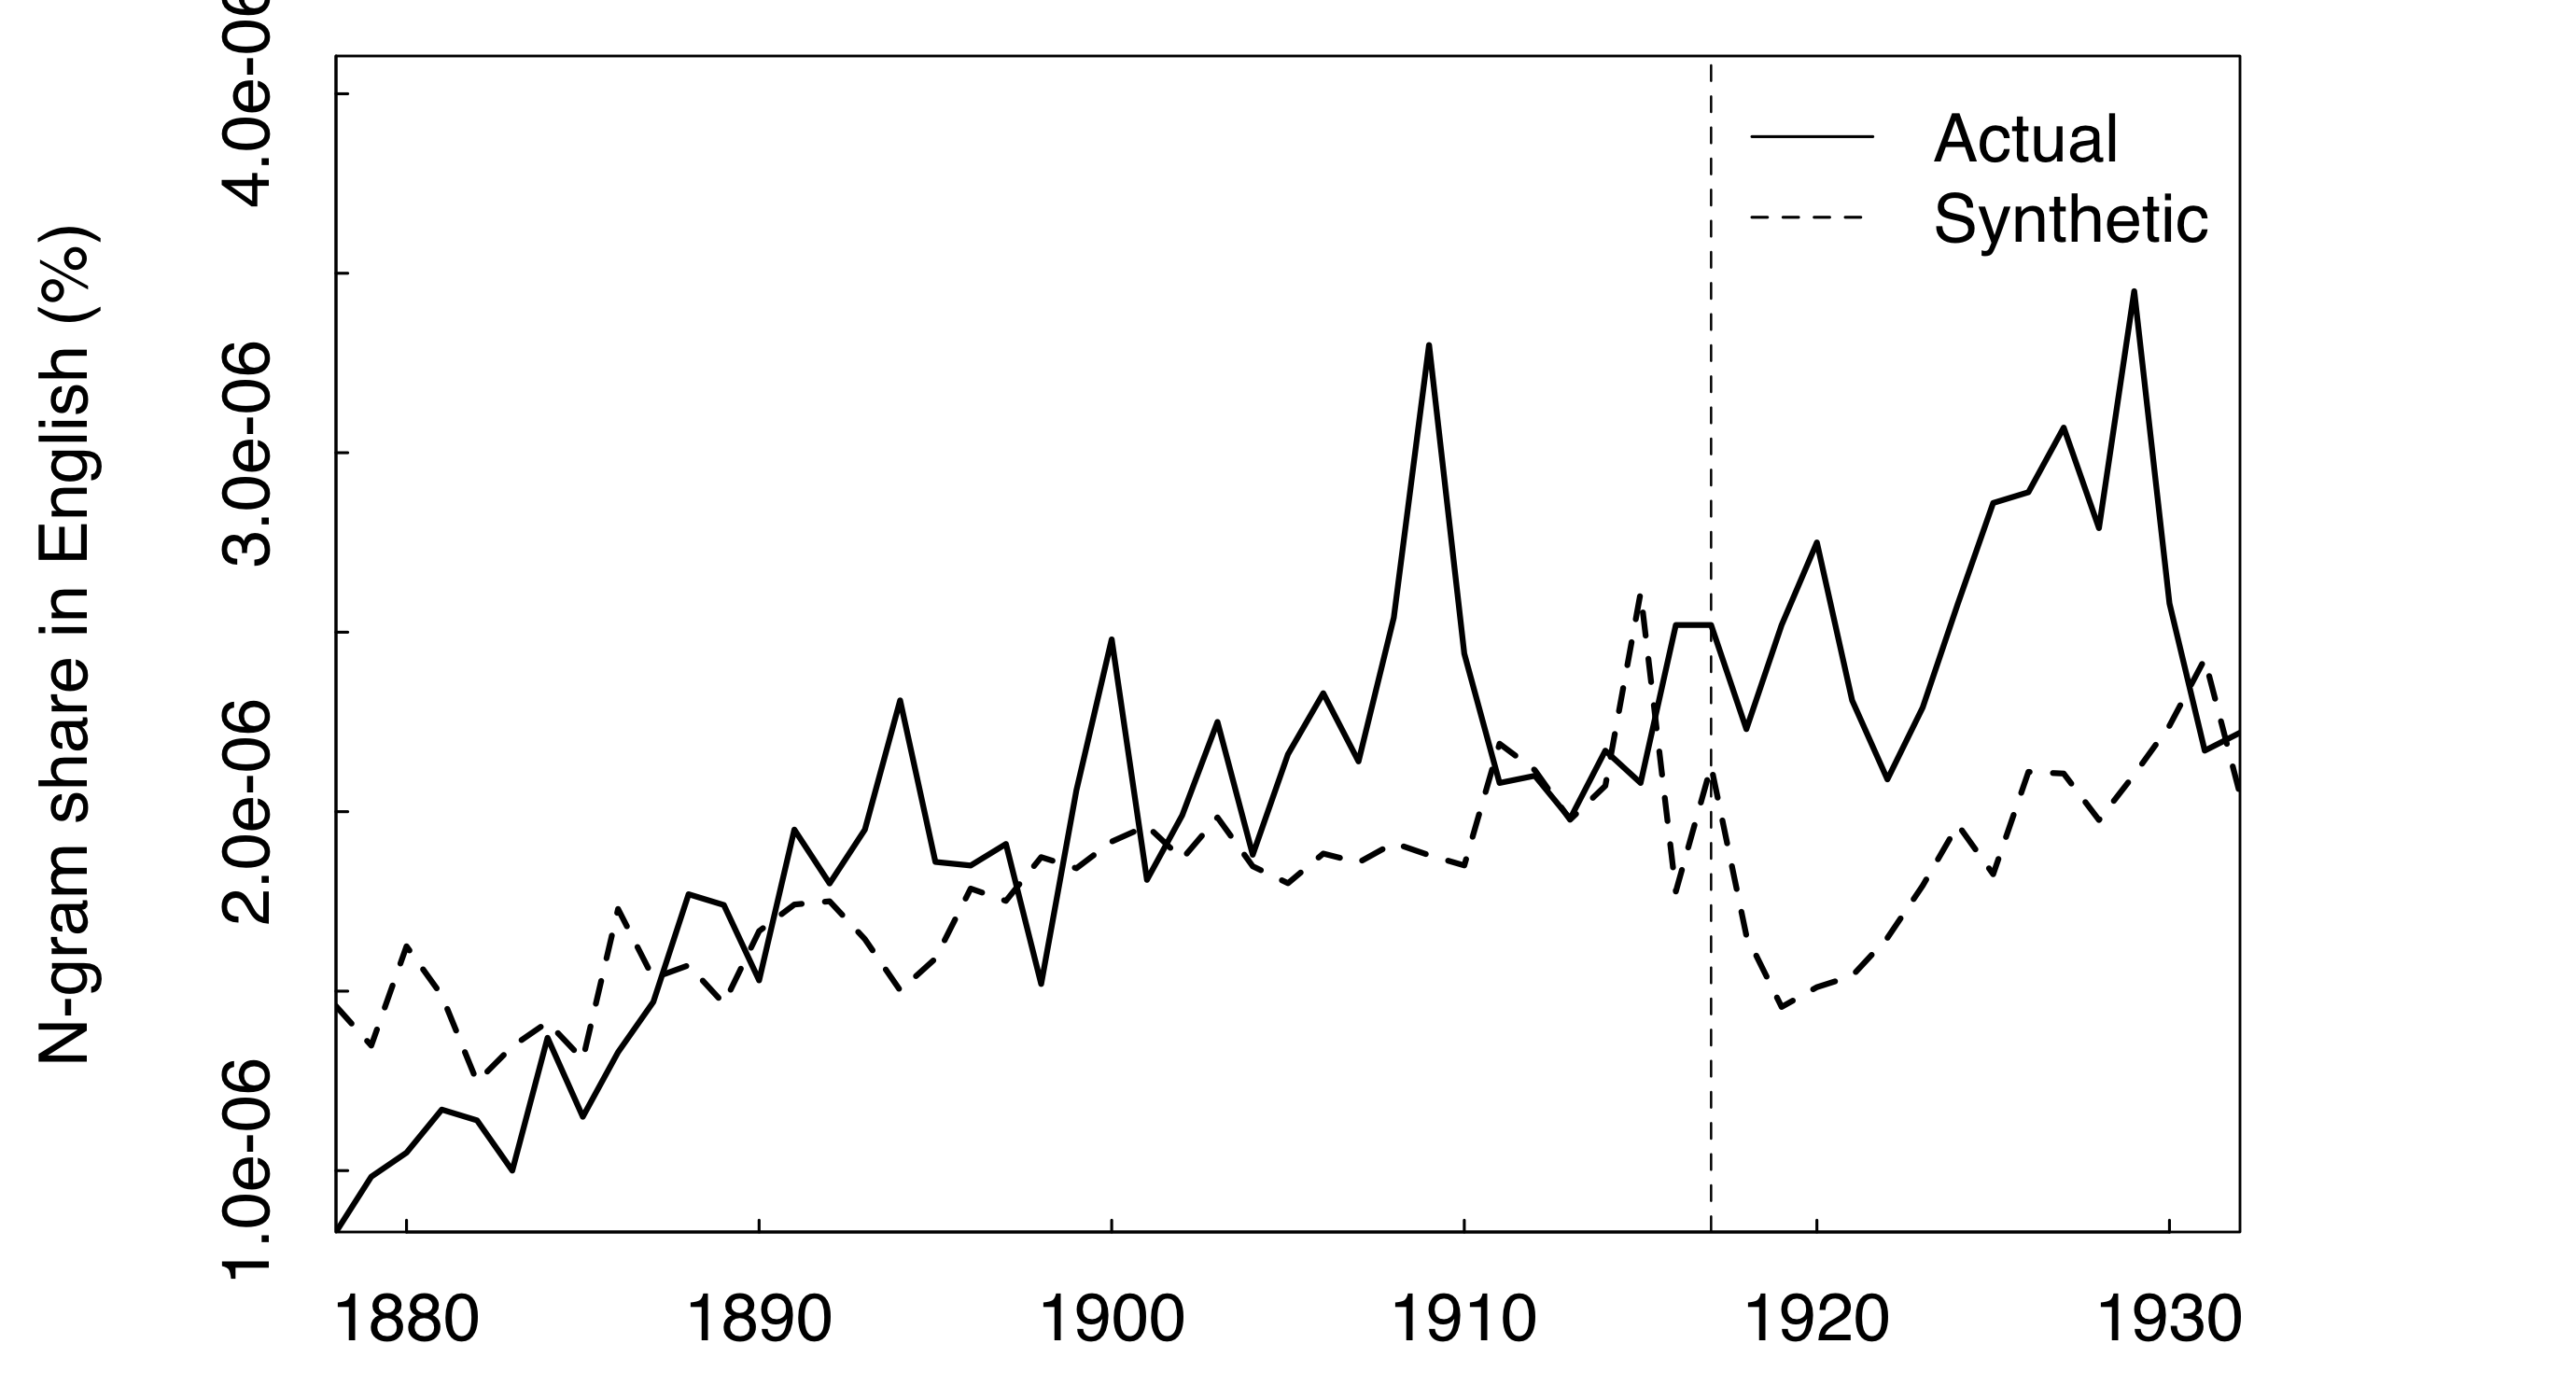 N-gram share in English (%)
4.0e-06
3.0e-06
2.0e-06
1.0e-06
Actual
Synthetic
1880 1890 1900 1910 1920 1930